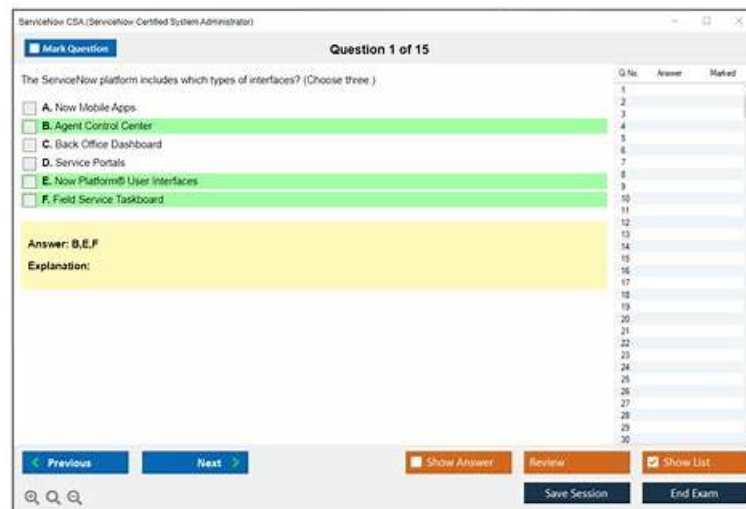 ServiceNow CSA (ServiceNow Certified System Administrator)
Mark Question
Question 1 of 15
Q.No. Answer Marked
The ServiceNow platform includes which types of interfaces? (Choose three.)
A. Now Mobile Apps
B. Agent Control Center
C. Back Office Dashboard
D. Service Portals
E. Now Platform® User Interfaces
F. Field Service Taskboard
Answer: B,E,F
Explanation:
1
2
3
4
5
6
7
8
9
10
11
12
13
14
15
16
17
18
19
20
21
22
23
24
25
26
27
28
29
30
Previous
Next
Show Answer
Review
Show List
Save Session
End Exam